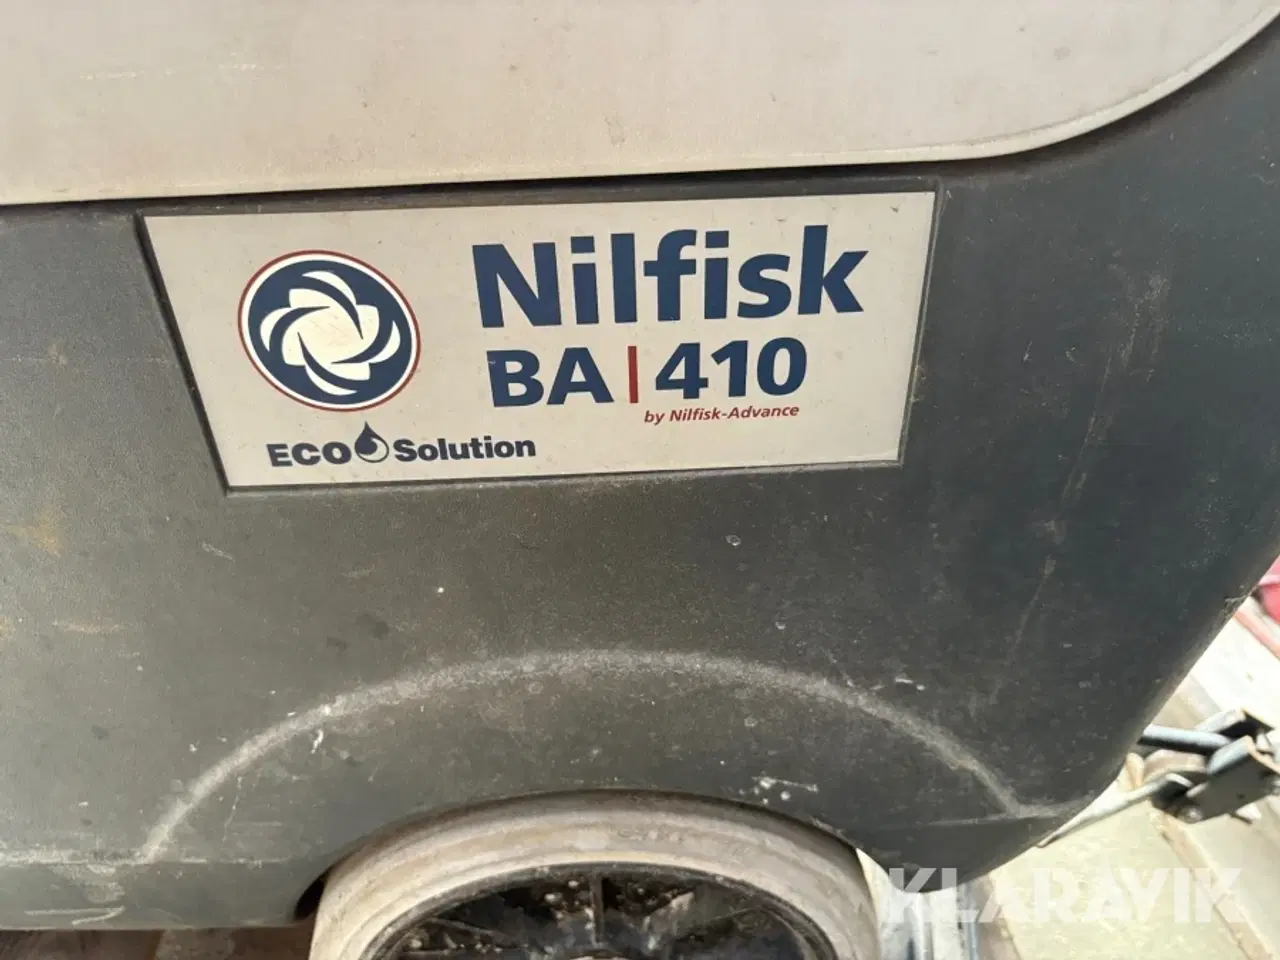 Nilfisk
BA|410
by Nilfisk-Advance
ECO Solution
KLARAVIK